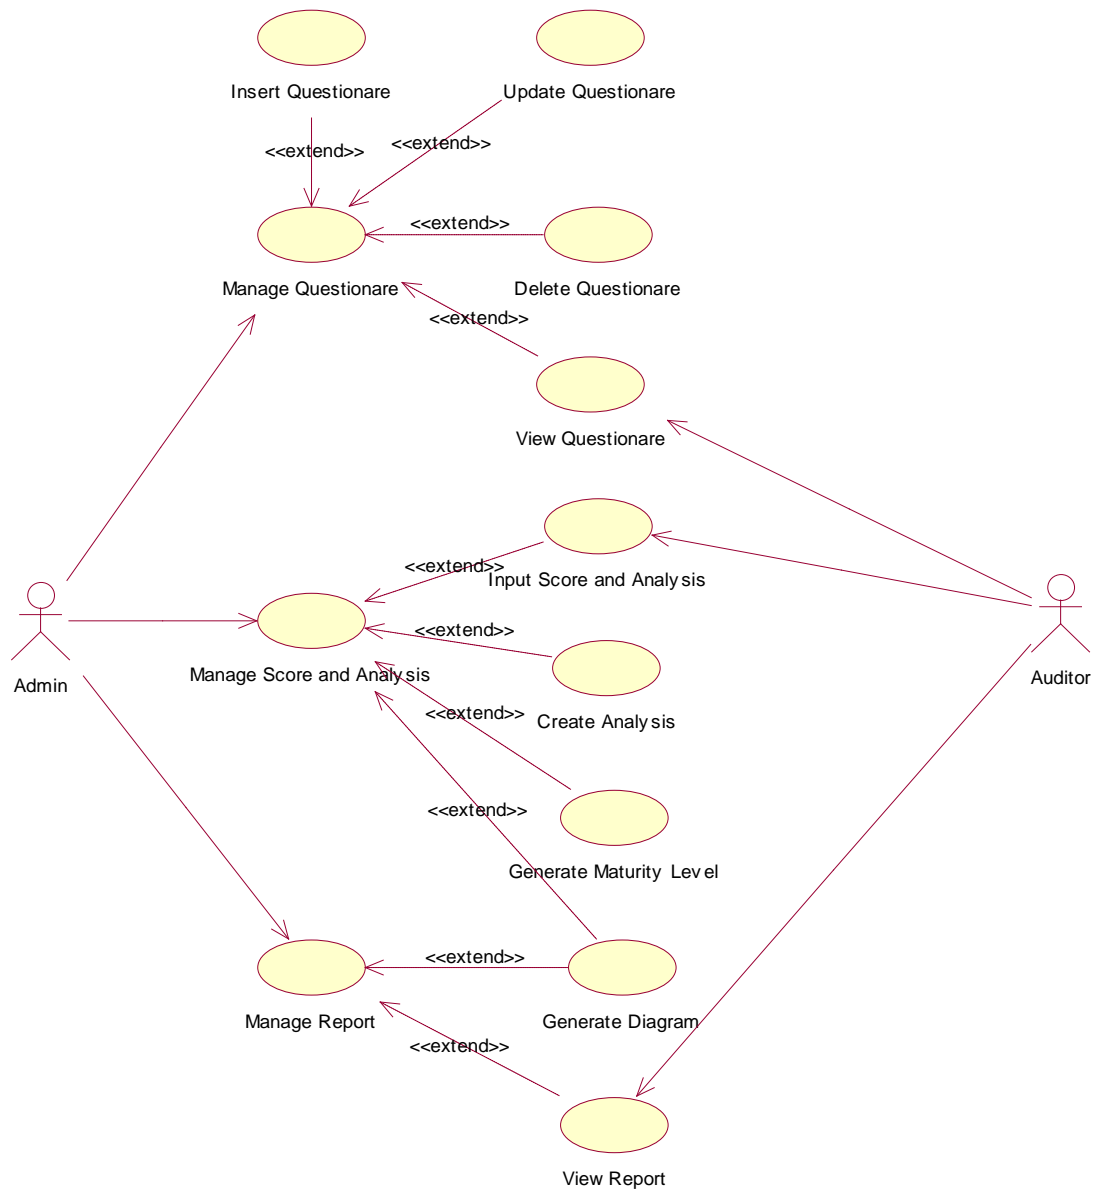 Insert Questionare
Update Questionare
<<extend>>
<<extend>>
<<extend>>
Manage Questionare
Delete Questionare
<<extend>>
View Questionare
<<extend>>
Input Score and Analysis
<<extend>>
Manage Score and Analysis
Admin
Auditor
<<extend>>
Create Analysis
<<extend>>
Generate Maturity Level
<<extend>>
Manage Report
Generate Diagram
<<extend>>
View Report